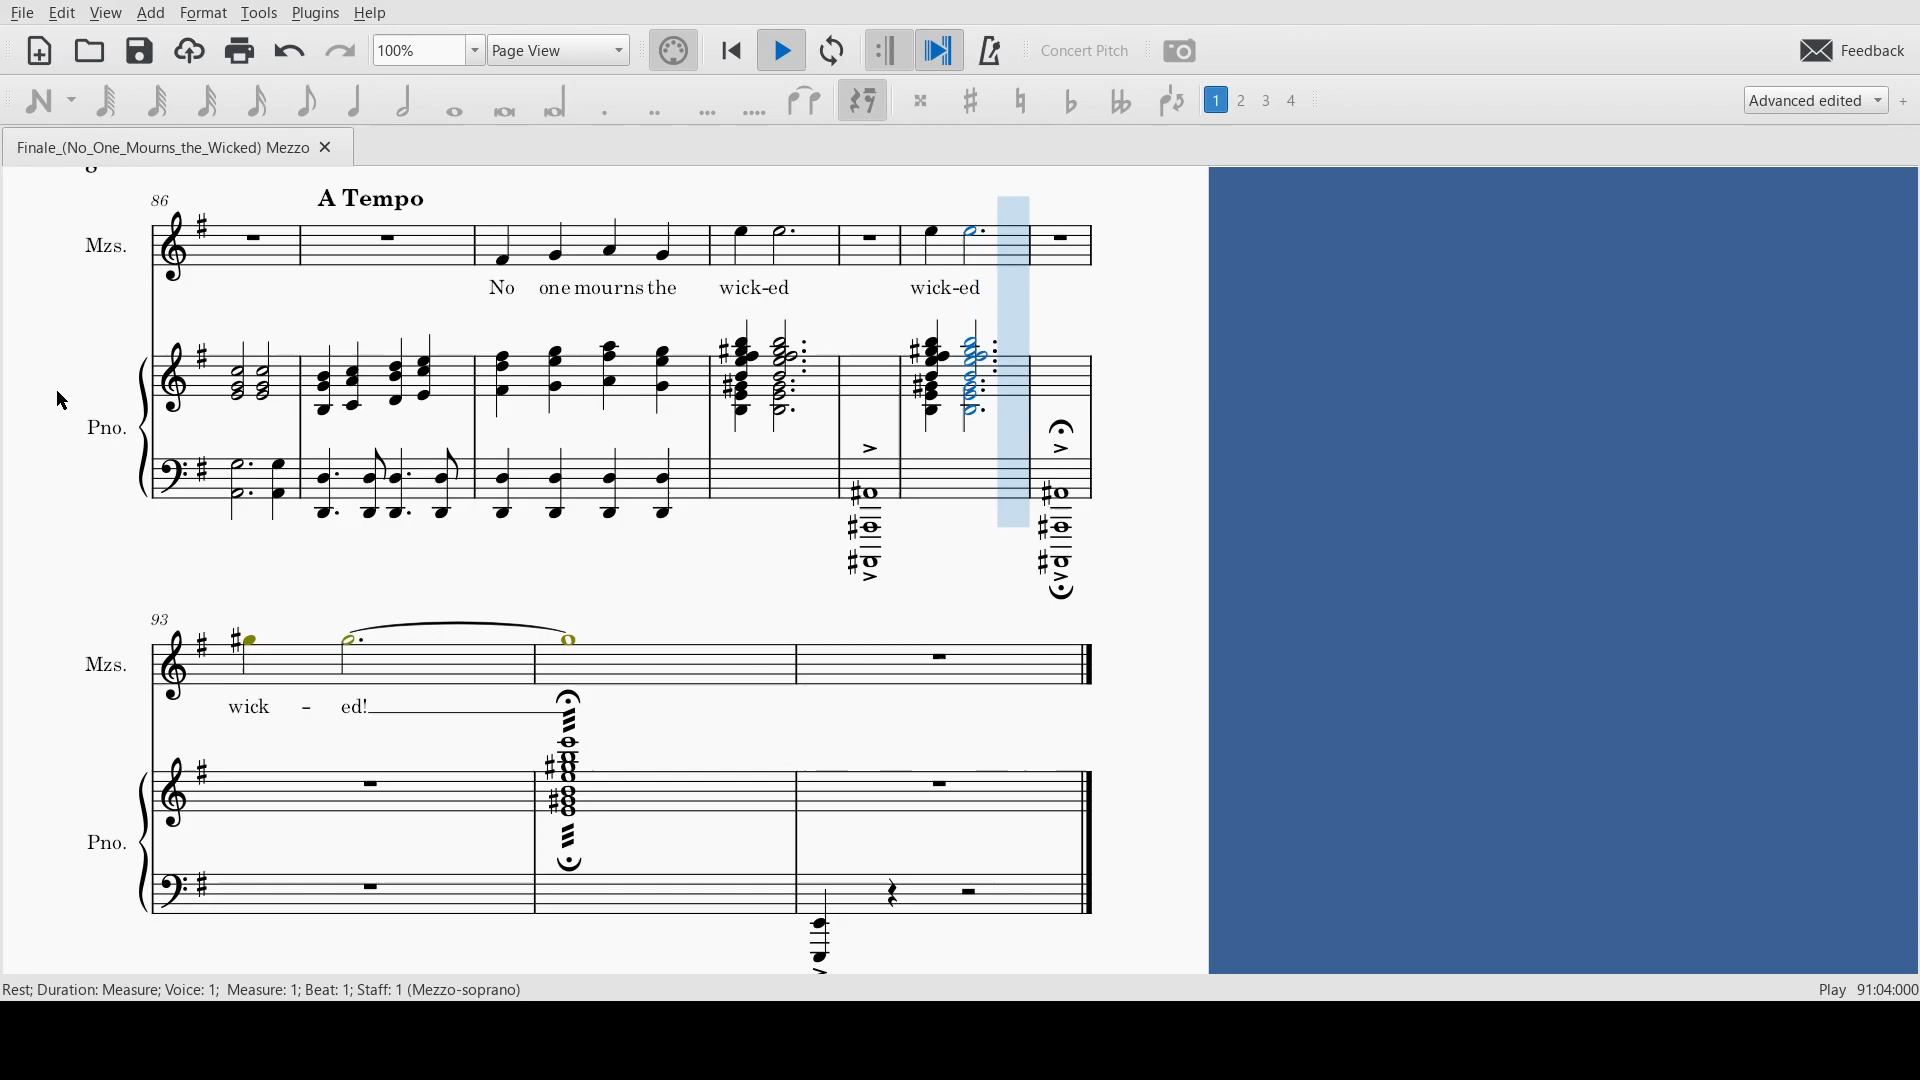 File Edit View Add Format Tools Plugins Help
100% Page View Concert Pitch Feedback
1 2 3 4 Advanced edited +
Finale_(No_One_Mourns_the_Wicked) Mezzo
86 A Tempo
Mzs.
No one mourns the wick-ed wick-ed
Pno.
93
Mzs.
wick - ed!
Pno.
Rest; Duration: Measure; Voice: 1; Measure: 1; Beat: 1; Staff: 1 (Mezzo-soprano) Play 91:04:000